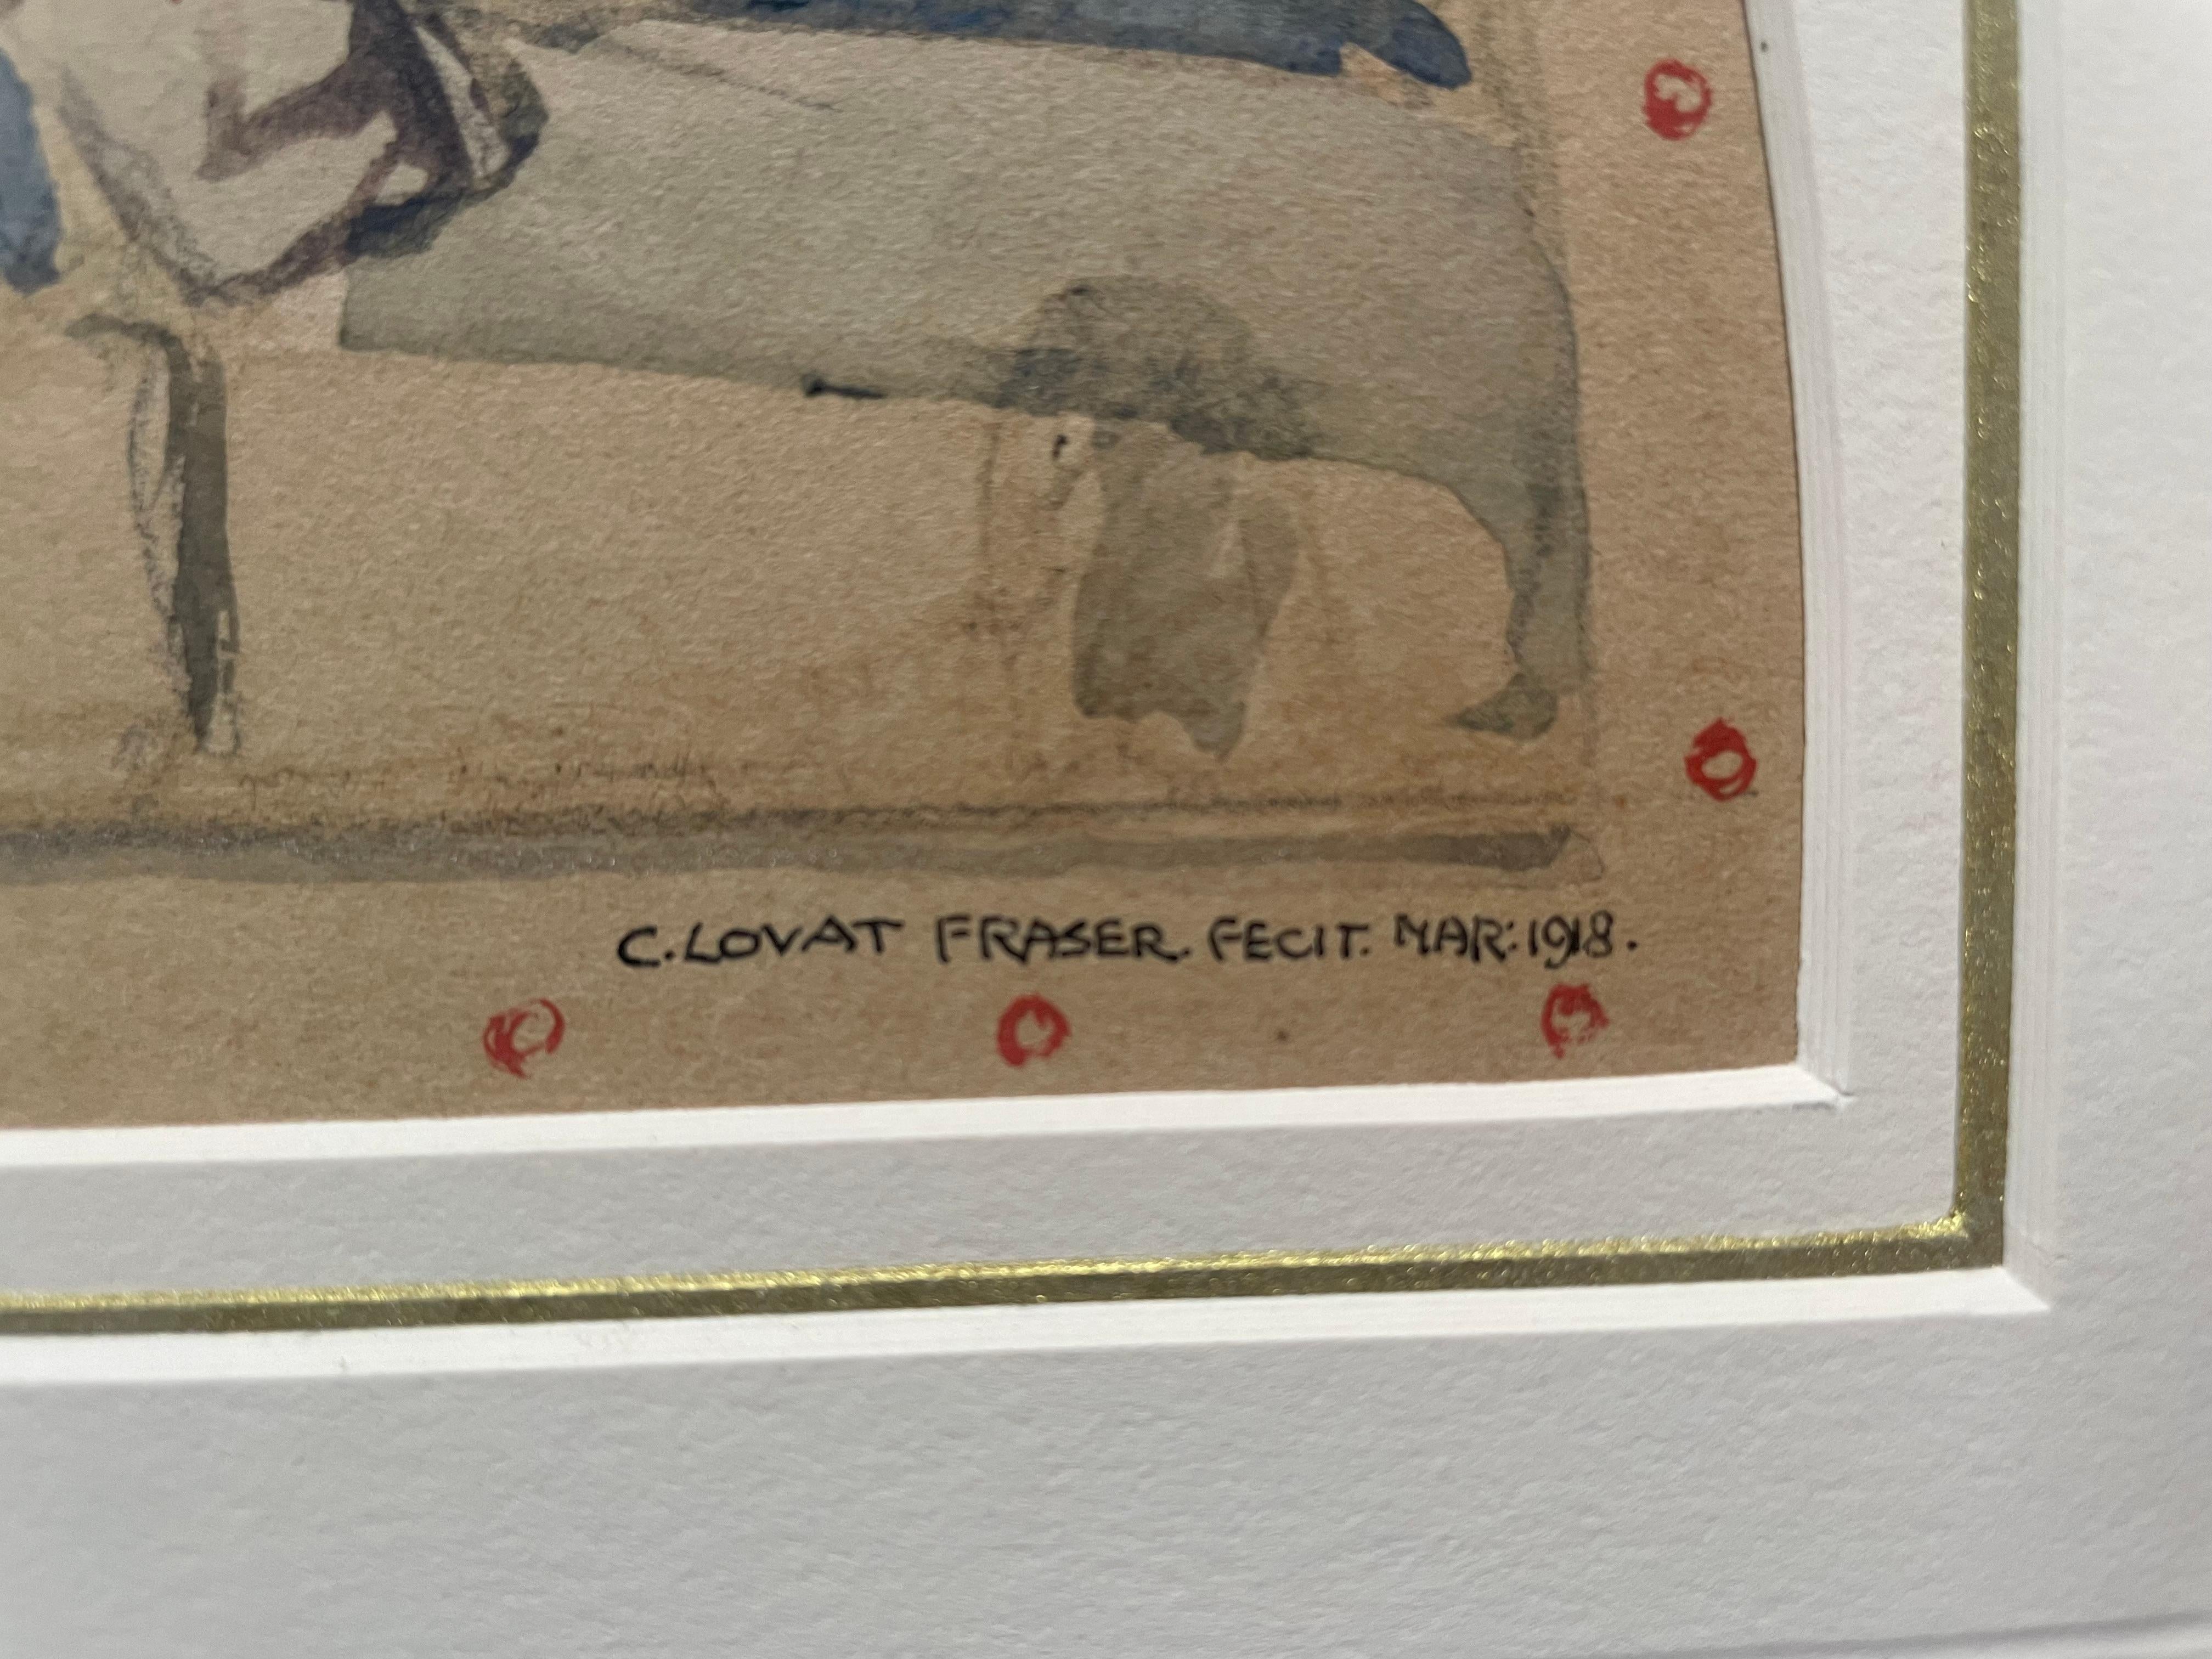 C. LOVAT FRASER. FECIT. MAR: 1918.